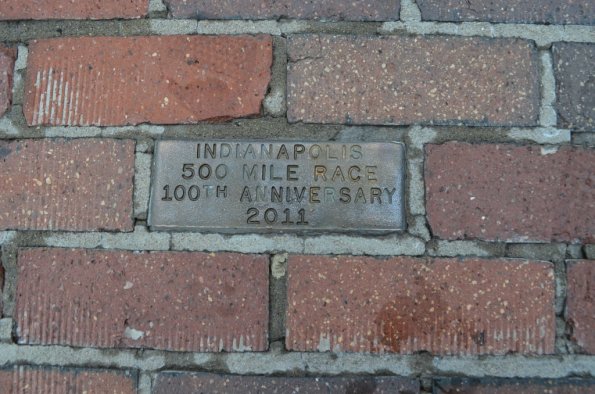 INDIANAPOLIS
500 MILE RACE
100TH ANNIVERSARY
2011